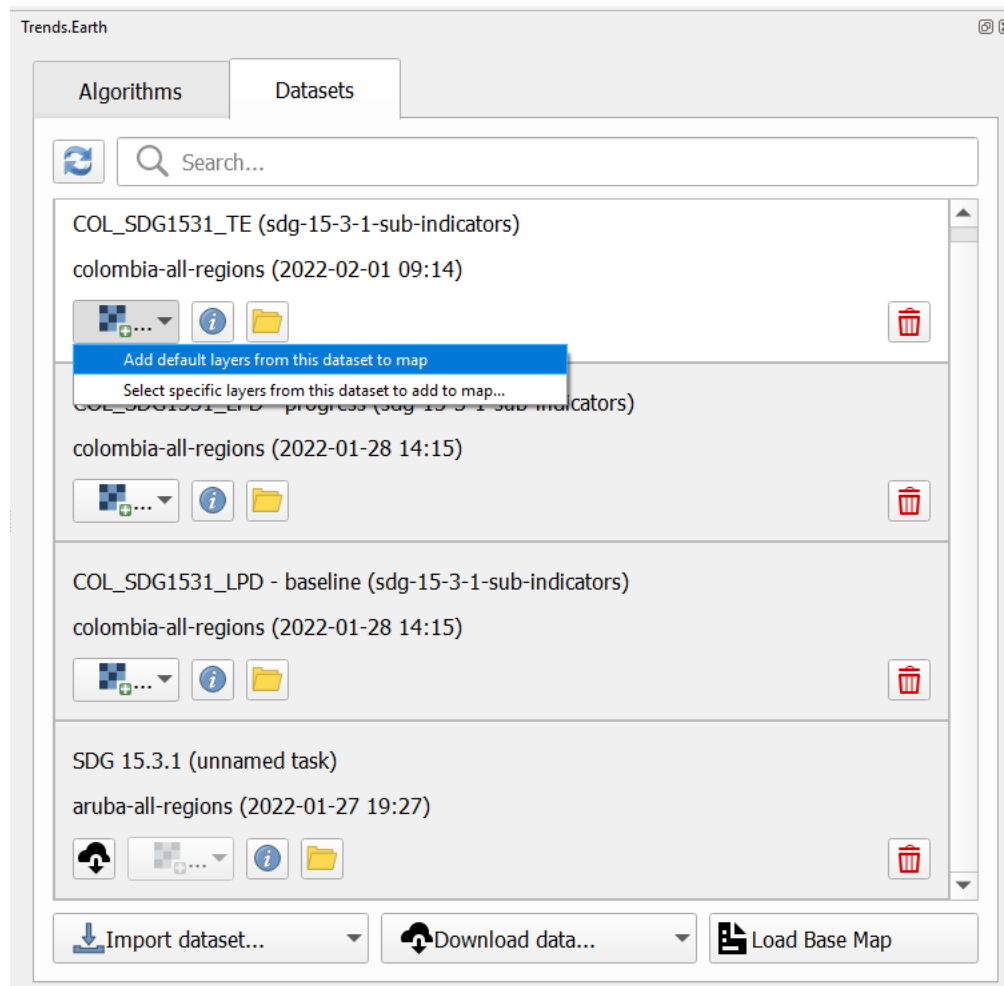 Trends.Earth
Algorithms
Datasets
Search...
COL_SDG1531_TE (sdg-15-3-1-sub-indicators)
colombia-all-regions (2022-02-01 09:14)
...
Add default layers from this dataset to map
Select specific layers from this dataset to add to map...
COL_SDG1531_LPD - progress (sdg-15-3-1-sub-indicators)
colombia-all-regions (2022-01-28 14:15)
...
COL_SDG1531_LPD - baseline (sdg-15-3-1-sub-indicators)
colombia-all-regions (2022-01-28 14:15)
...
SDG 15.3.1 (unnamed task)
aruba-all-regions (2022-01-27 19:27)
...
Import dataset...
Download data...
Load Base Map